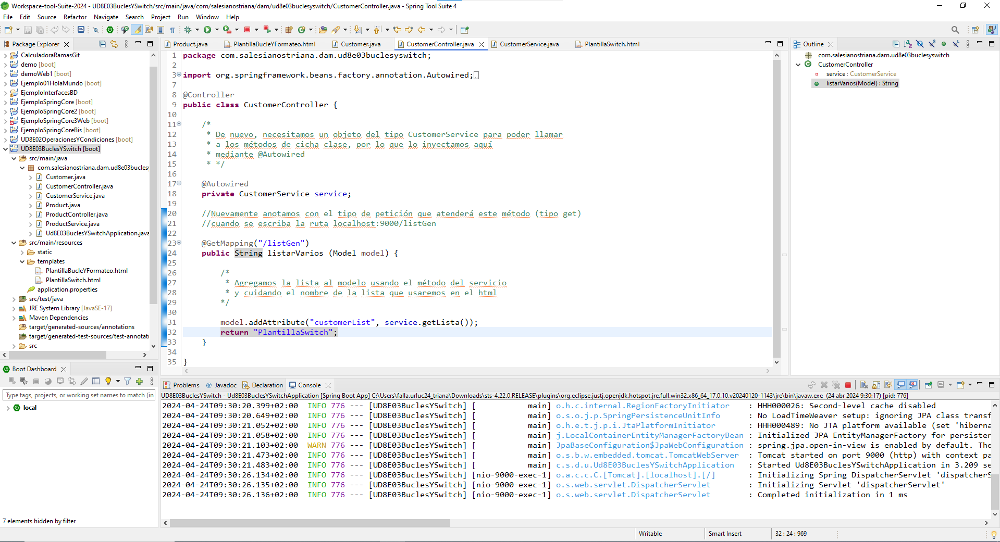 Workspace-tool-Suite-2024 - UD8E03BuclesYSwitch/src/main/java/com/salesianostriana/dam/ud8e03buclesyswitch/CustomerController.java - Spring Tool Suite 4
File Edit Source Refactor Navigate Search Project Run Window Help
Package Explorer
CalculadoraRamasGit
demo [boot]
demoWeb1 [boot]
Ejemplo01HolaMundo [boot]
EjemploInterfacesBD
EjemploSpringCore [boot]
EjemploSpringCore2 [boot]
EjemploSpringCore3Web [boot]
EjemploSpringCoreBis [boot]
UD8E02OperacionesYCondiciones [boot]
UD8E03BuclesYSwitch [boot]
src/main/java
com.salesianostriana.dam.ud8e03buclesy
Customer.java
CustomerController.java
CustomerService.java
Product.java
ProductController.java
ProductService.java
Ud8E03BuclesYSwitchApplication.java
src/main/resources
static
templates
PlantillaBucleYFormateo.html
PlantillaSwitch.html
application.properties
src/test/java
JRE System Library [JavaSE-17]
Maven Dependencies
target/generated-sources/annotations
target/generated-test-sources/test-annotati
src
Boot Dashboard
Type tags, projects, or working set names to match (in
local
7 elements hidden by filter
Product.java PlantillaBucleYFormateo.html Customer.java CustomerController.java CustomerService.java PlantillaSwitch.html
1 package com.salesianostriana.dam.ud8e03buclesyswitch;
2
3 import org.springframework.beans.factory.annotation.Autowired;
7
8 @Controller
9 public class CustomerController {
10
11 /*
12 * De nuevo, necesitamos un objeto del tipo CustomerService para poder llamar
13 * a los métodos de cicha clase, por lo que lo inyectamos aquí
14 * mediante @Autowired
15 * */
16
17 @Autowired
18 private CustomerService service;
19
20 //Nuevamente anotamos con el tipo de petición que atenderá este método (tipo get)
21 //cuando se escriba la ruta localhost:9000/listGen
22
23 @GetMapping("/listGen")
24 public String listarVarios (Model model) {
25
26 /*
27 * Agregamos la lista al modelo usando el método del servicio
28 * y cuidando el nombre de la lista que usaremos en el html
29 */
30
31 model.addAttribute("customerList", service.getLista());
32 return "PlantillaSwitch";
33 }
34
35 }
Outline
com.salesianostriana.dam.ud8e03buclesyswitch
CustomerController
service : CustomerService
listarVarios(Model) : String
Problems @ Javadoc Declaration Console
UD8E03BuclesYSwitch - Ud8E03BuclesYSwitchApplication [Spring Boot App] C:\Users\falla.urluc24_triana\Downloads\sts-4.22.0.RELEASE\plugins\org.eclipse.justj.openjdk.hotspot.jre.full.win32.x86_64_17.0.10.v20240120-1143\jre\bin\javaw.exe (24 abr 2024 9:30:17) [pid: 776]
2024-04-24T09:30:20.399+02:00 INFO 776 --- [UD8E03BuclesYSwitch] [ main] o.h.c.internal.RegionFactoryInitiator : HHH000026: Second-level cache disabled
2024-04-24T09:30:20.649+02:00 INFO 776 --- [UD8E03BuclesYSwitch] [ main] o.s.o.j.p.SpringPersistenceUnitInfo : No LoadTimeWeaver setup: ignoring JPA class transf
2024-04-24T09:30:21.052+02:00 INFO 776 --- [UD8E03BuclesYSwitch] [ main] o.h.e.t.j.p.i.JtaPlatformInitiator : HHH000489: No JTA platform available (set 'hiberna
2024-04-24T09:30:21.058+02:00 INFO 776 --- [UD8E03BuclesYSwitch] [ main] j.LocalContainerEntityManagerFactoryBean : Initialized JPA EntityManagerFactory for persisten
2024-04-24T09:30:21.103+02:00 WARN 776 --- [UD8E03BuclesYSwitch] [ main] JpaBaseConfiguration$JpaWebConfiguration : spring.jpa.open-in-view is enabled by default. The
2024-04-24T09:30:21.473+02:00 INFO 776 --- [UD8E03BuclesYSwitch] [ main] o.s.b.w.embedded.tomcat.TomcatWebServer : Tomcat started on port 9000 (http) with context pa
2024-04-24T09:30:21.483+02:00 INFO 776 --- [UD8E03BuclesYSwitch] [ main] c.s.d.u.Ud8E03BuclesYSwitchApplication : Started Ud8E03BuclesYSwitchApplication in 3.209 se
2024-04-24T09:30:26.134+02:00 INFO 776 --- [UD8E03BuclesYSwitch] [nio-9000-exec-1] o.a.c.c.C.[Tomcat].[localhost].[/] : Initializing Spring DispatcherServlet 'dispatcherS
2024-04-24T09:30:26.135+02:00 INFO 776 --- [UD8E03BuclesYSwitch] [nio-9000-exec-1] o.s.web.servlet.DispatcherServlet : Initializing Servlet 'dispatcherServlet'
2024-04-24T09:30:26.136+02:00 INFO 776 --- [UD8E03BuclesYSwitch] [nio-9000-exec-1] o.s.web.servlet.DispatcherServlet : Completed initialization in 1 ms
Writable Smart Insert 32 : 24 : 969